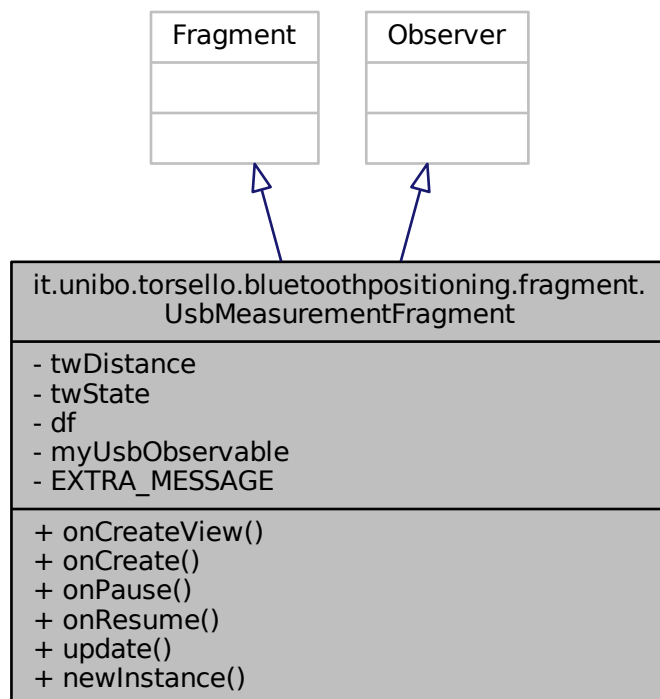 Fragment
Observer
it.unibo.torsello.bluetoothpositioning.fragment.
UsbMeasurementFragment
- twDistance
- twState
- df
- myUsbObservable
- EXTRA_MESSAGE
+ onCreateView()
+ onCreate()
+ onPause()
+ onResume()
+ update()
+ newInstance()